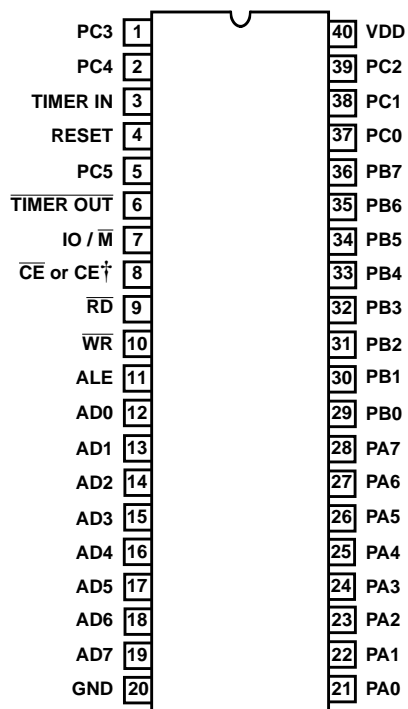 PC3 1 40 VDD
PC4 2 39 PC2
TIMER IN 3 38 PC1
RESET 4 37 PC0
PC5 5 36 PB7
TIMER OUT 6 35 PB6
IO / M 7 34 PB5
CE or CE† 8 33 PB4
RD 9 32 PB3
WR 10 31 PB2
ALE 11 30 PB1
AD0 12 29 PB0
AD1 13 28 PA7
AD2 14 27 PA6
AD3 15 26 PA5
AD4 16 25 PA4
AD5 17 24 PA3
AD6 18 23 PA2
AD7 19 22 PA1
GND 20 21 PA0